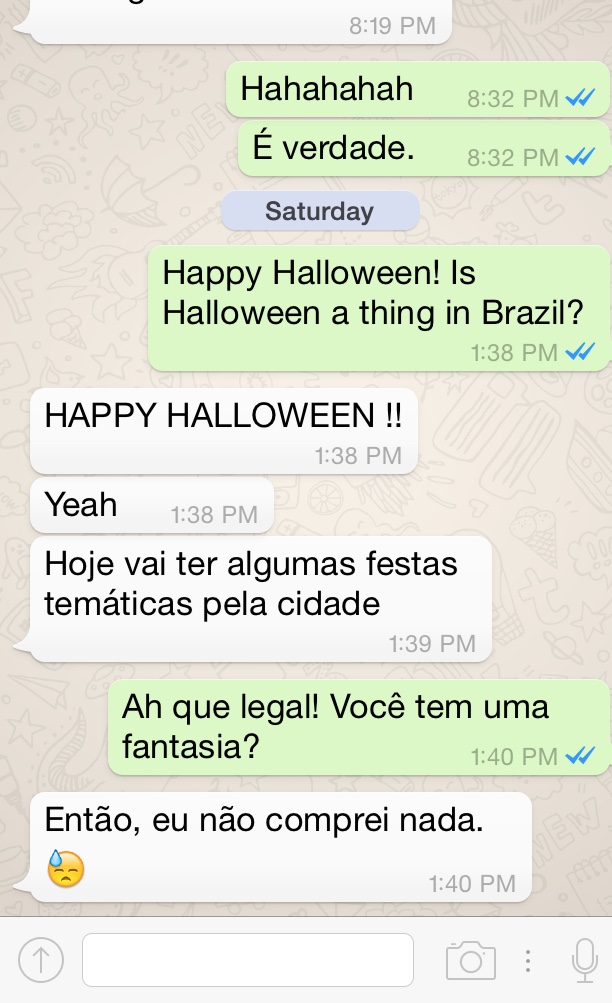 8:19 PM
Hahahahah
8:32 PM
É verdade.
8:32 PM
Saturday
Happy Halloween! Is
Halloween a thing in Brazil?
1:38 PM
HAPPY HALLOWEEN !!
1:38 PM
Yeah
1:38 PM
Hoje vai ter algumas festas
temáticas pela cidade
1:39 PM
Ah que legal! Você tem uma
fantasia?
1:40 PM
Então, eu não comprei nada.
😓
1:40 PM